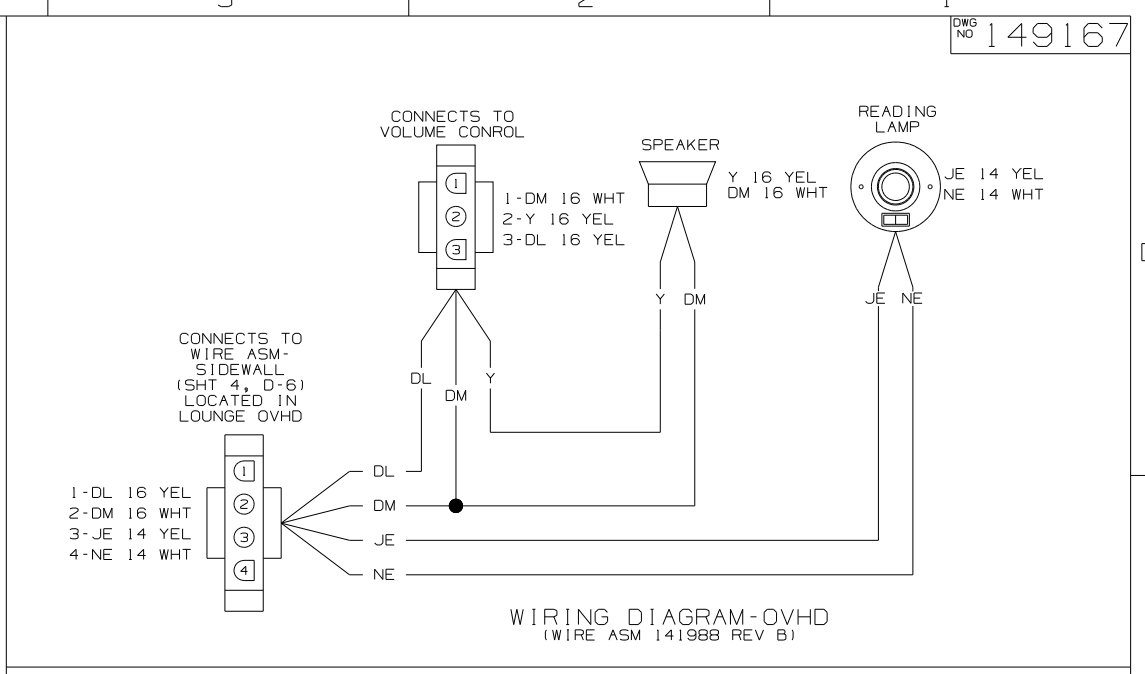 3 2 1
DWG NO 149167
CONNECTS TO
VOLUME CONROL
1
2
3
1-DM 16 WHT
2-Y 16 YEL
3-DL 16 YEL
SPEAKER
Y 16 YEL
DM 16 WHT
READING
LAMP
JE 14 YEL
NE 14 WHT
Y DM
JE NE
DL DM Y
CONNECTS TO
WIRE ASM-
SIDEWALL
(SHT 4, D-6)
LOCATED IN
LOUNGE OVHD
1
2
3
4
1-DL 16 YEL
2-DM 16 WHT
3-JE 14 YEL
4-NE 14 WHT
DL
DM
JE
NE
WIRING DIAGRAM-OVHD
(WIRE ASM 141988 REV B)